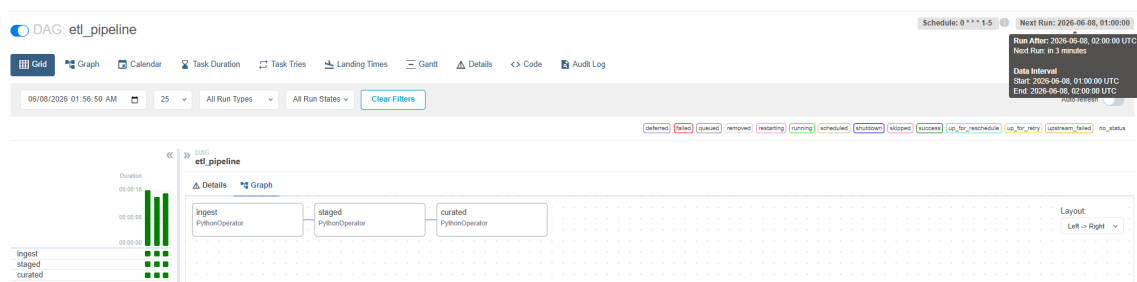 DAG: etl_pipeline
Schedule: 0 * * * 1-5
Next Run: 2026-06-08, 01:00:00
Run After: 2026-06-08, 02:00:00 UTC
Next Run: in 3 minutes
Data Interval
Start: 2026-06-08, 01:00:00 UTC
End: 2026-06-08, 02:00:00 UTC
Grid Graph Calendar Task Duration Task Tries Landing Times Gantt Details <> Code Audit Log
06/08/2026 01:56:50 AM 25 All Run Types All Run States Clear Filters
Auto-refresh
deferred failed queued removed restarting running scheduled shutdown skipped success up_for_reschedule up_for_retry upstream_failed no_status
DAG
etl_pipeline
Details Graph
Duration
00:00:16
00:00:08
00:00:00
ingest
staged
curated
ingest
PythonOperator
staged
PythonOperator
curated
PythonOperator
Layout:
Left -> Right